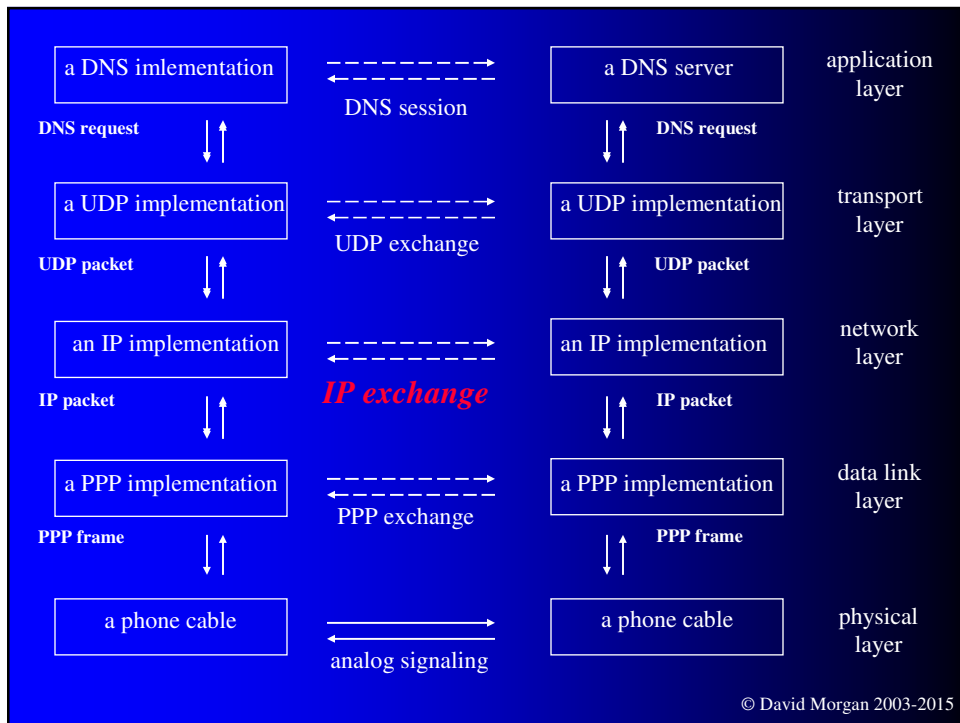 a DNS imlementation
a DNS server
application
layer
DNS session
DNS request
DNS request
a UDP implementation
a UDP implementation
transport
layer
UDP exchange
UDP packet
UDP packet
an IP implementation
an IP implementation
network
layer
IP exchange
IP packet
IP packet
a PPP implementation
a PPP implementation
data link
layer
PPP exchange
PPP frame
PPP frame
a phone cable
a phone cable
physical
layer
analog signaling
© David Morgan 2003-2015